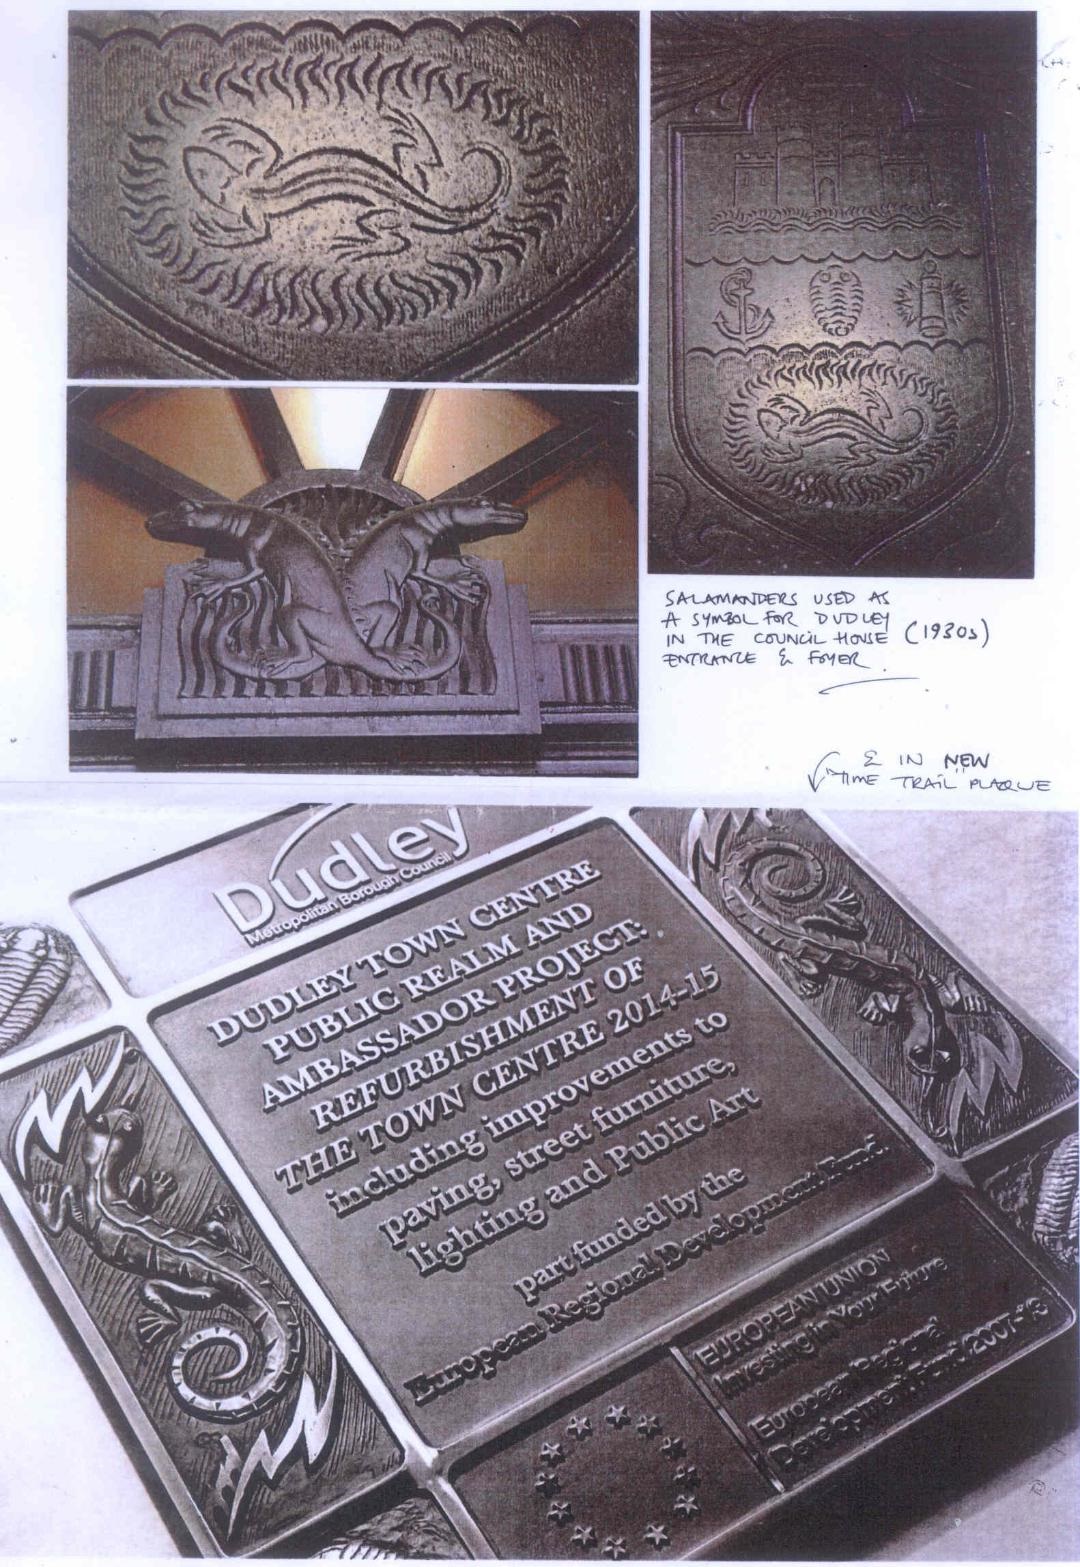 SALAMANDERS USED AS
A SYMBOL FOR DUDLEY
IN THE COUNCIL HOUSE (1930s)
ENTRANCE & FOYER.
& IN NEW
"TIME TRAIL" PLAQUE
Dudley
Metropolitan Borough Council
DUDLEY TOWN CENTRE
PUBLIC REALM AND
AMBASSADOR PROJECT:
REFURBISHMENT OF
THE TOWN CENTRE 2014-15
including improvements to
paving, street furniture,
lighting and Public Art
part funded by the
European Regional Development Fund.
EUROPEAN UNION
Investing in Your Future
European Regional
Development Fund 2007-13